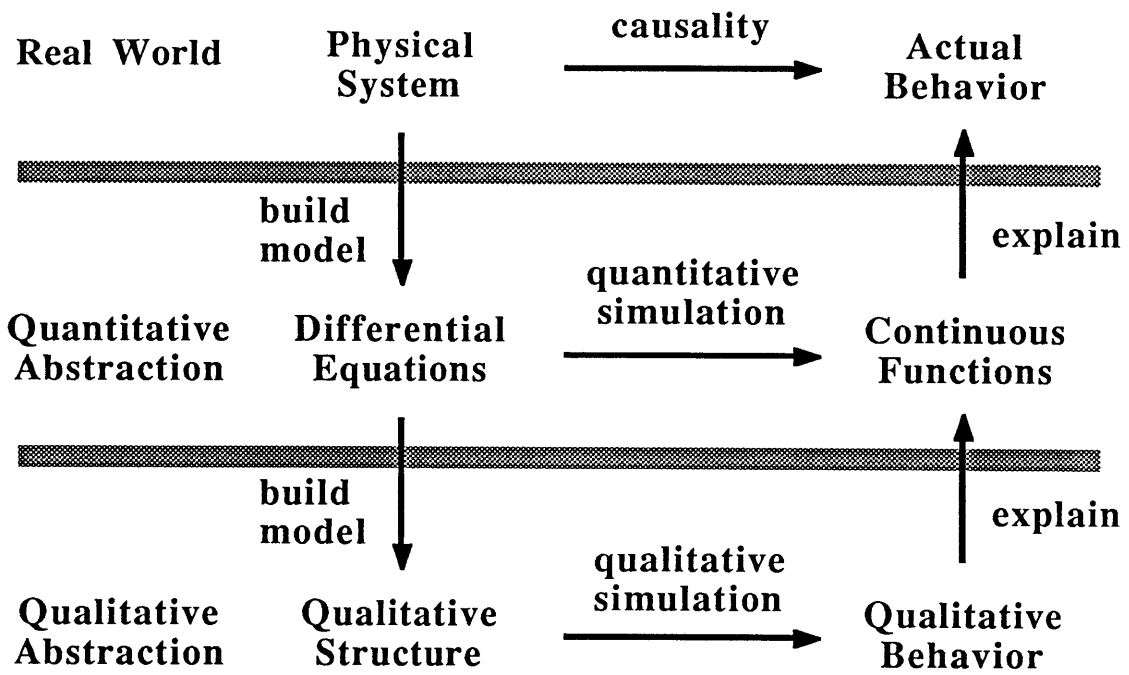 Real World
Physical
System
causality
Actual
Behavior
build
model
explain
Quantitative
Abstraction
Differential
Equations
quantitative
simulation
Continuous
Functions
build
model
explain
Qualitative
Abstraction
Qualitative
Structure
qualitative
simulation
Qualitative
Behavior